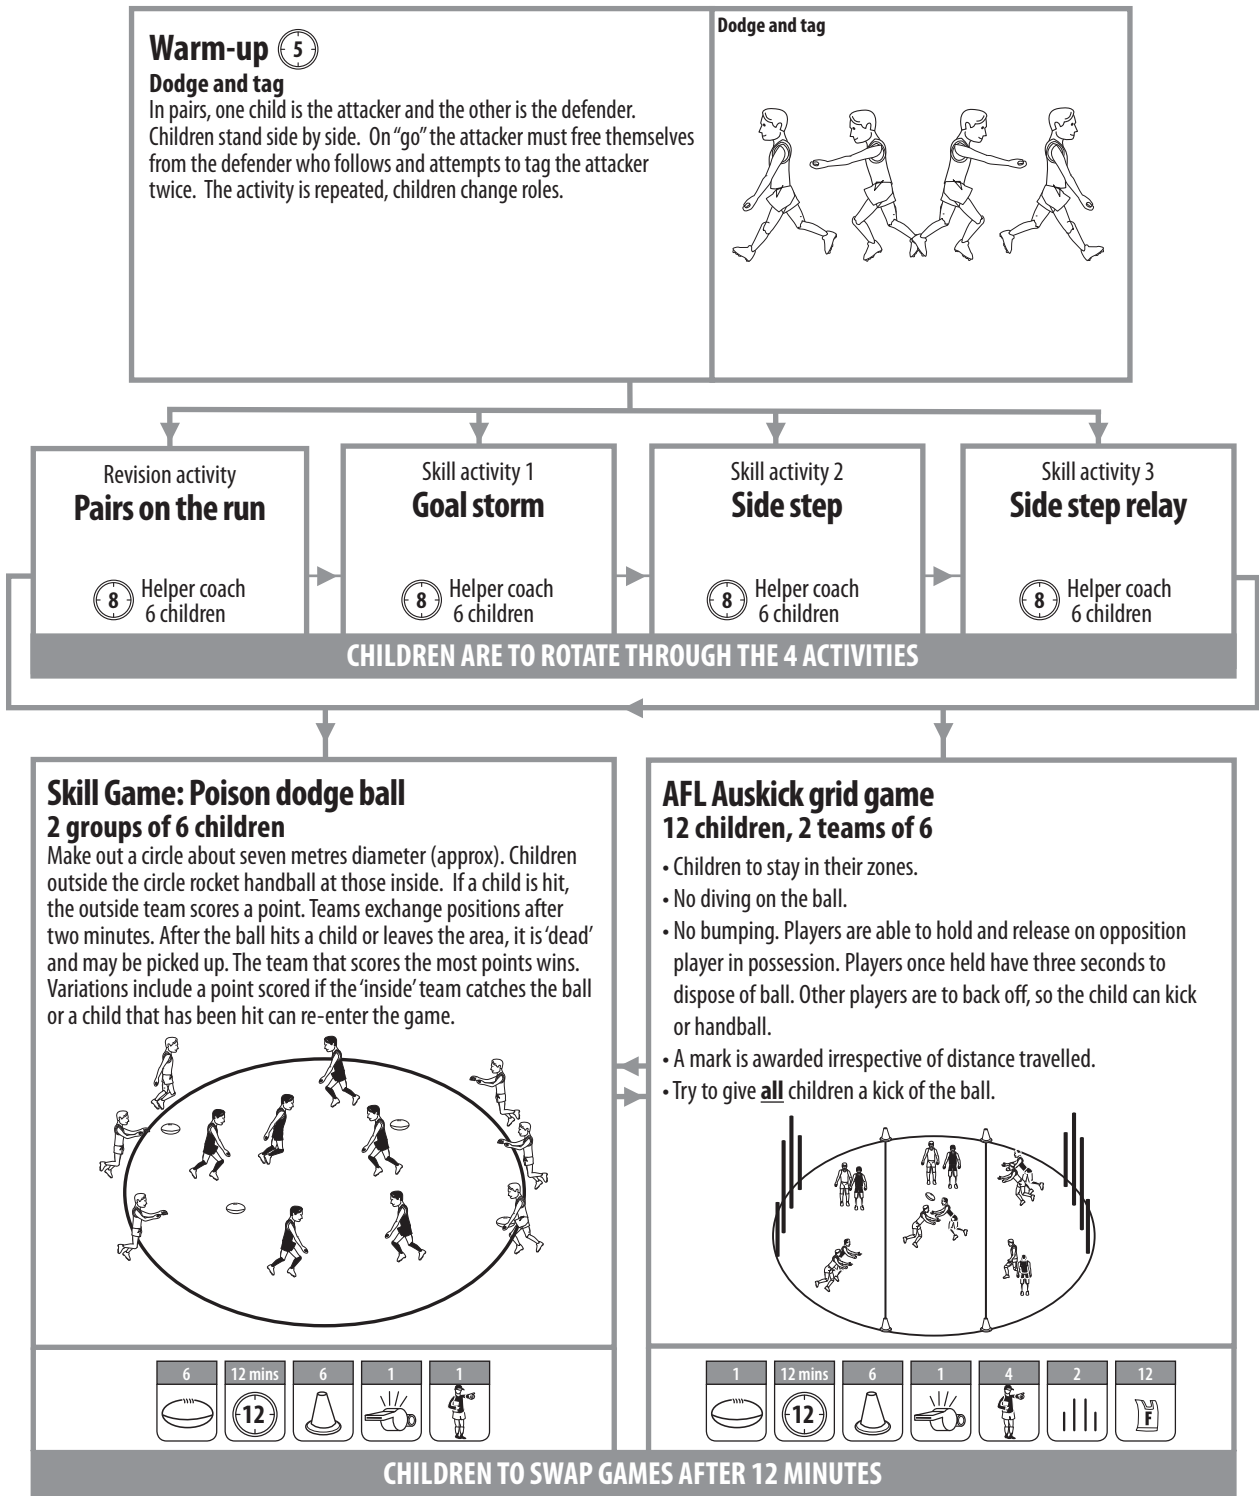 Warm-up 5
Dodge and tag
In pairs, one child is the attacker and the other is the defender.
Children stand side by side. On “go” the attacker must free themselves
from the defender who follows and attempts to tag the attacker
twice. The activity is repeated, children change roles.
Dodge and tag
Revision activity
Pairs on the run
8 Helper coach
6 children
Skill activity 1
Goal storm
8 Helper coach
6 children
Skill activity 2
Side step
8 Helper coach
6 children
Skill activity 3
Side step relay
8 Helper coach
6 children
CHILDREN ARE TO ROTATE THROUGH THE 4 ACTIVITIES
Skill Game: Poison dodge ball
2 groups of 6 children
Make out a circle about seven metres diameter (approx). Children
outside the circle rocket handball at those inside. If a child is hit,
the outside team scores a point. Teams exchange positions after
two minutes. After the ball hits a child or leaves the area, it is ‘dead’
and may be picked up. The team that scores the most points wins.
Variations include a point scored if the ‘inside’ team catches the ball
or a child that has been hit can re-enter the game.
6 12 mins 6 1 1
12
AFL Auskick grid game
12 children, 2 teams of 6
• Children to stay in their zones.
• No diving on the ball.
• No bumping. Players are able to hold and release on opposition
player in possession. Players once held have three seconds to
dispose of ball. Other players are to back off, so the child can kick
or handball.
• A mark is awarded irrespective of distance travelled.
• Try to give all children a kick of the ball.
1 12 mins 6 1 4 2 12
12 F
CHILDREN TO SWAP GAMES AFTER 12 MINUTES